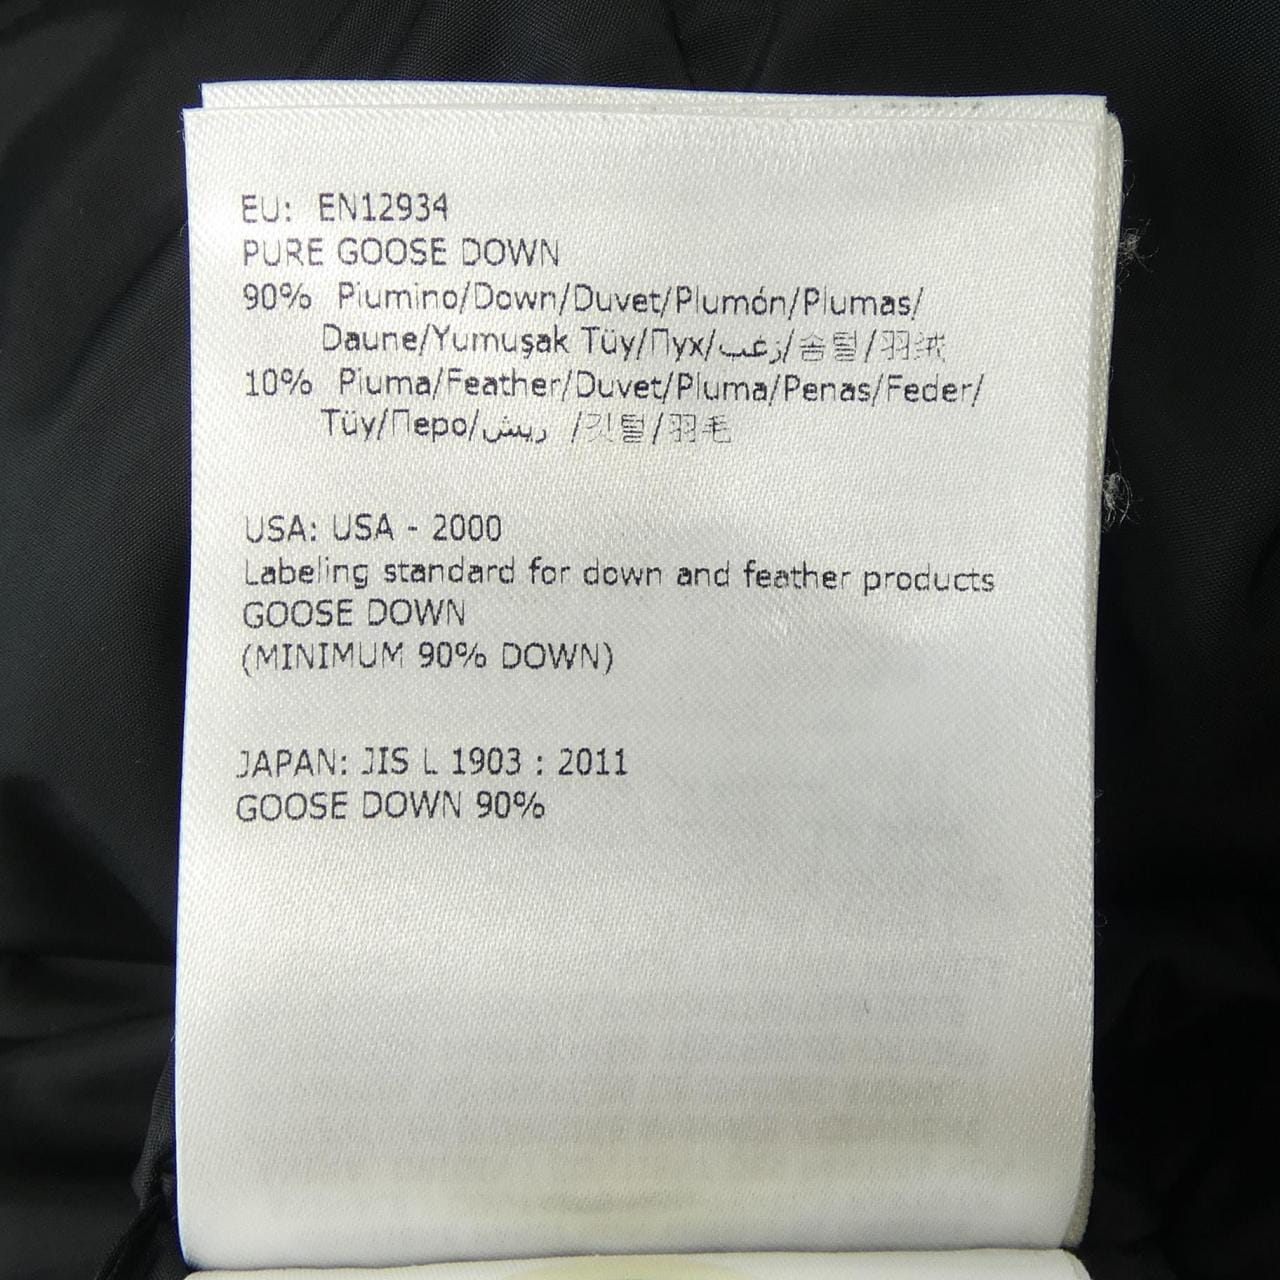 EU: EN12934
PURE GOOSE DOWN
90% Piumino/Down/Duvet/Plumón/Plumas/
Daune/Yumuşak Tüy/Пух/زغب/솜털/羽绒
10% Piuma/Feather/Duvet/Pluma/Penas/Feder/
Tüy/Перо/ريش /깃털/羽毛
USA: USA - 2000
Labeling standard for down and feather products
GOOSE DOWN
(MINIMUM 90% DOWN)
JAPAN: JIS L 1903 : 2011
GOOSE DOWN 90%